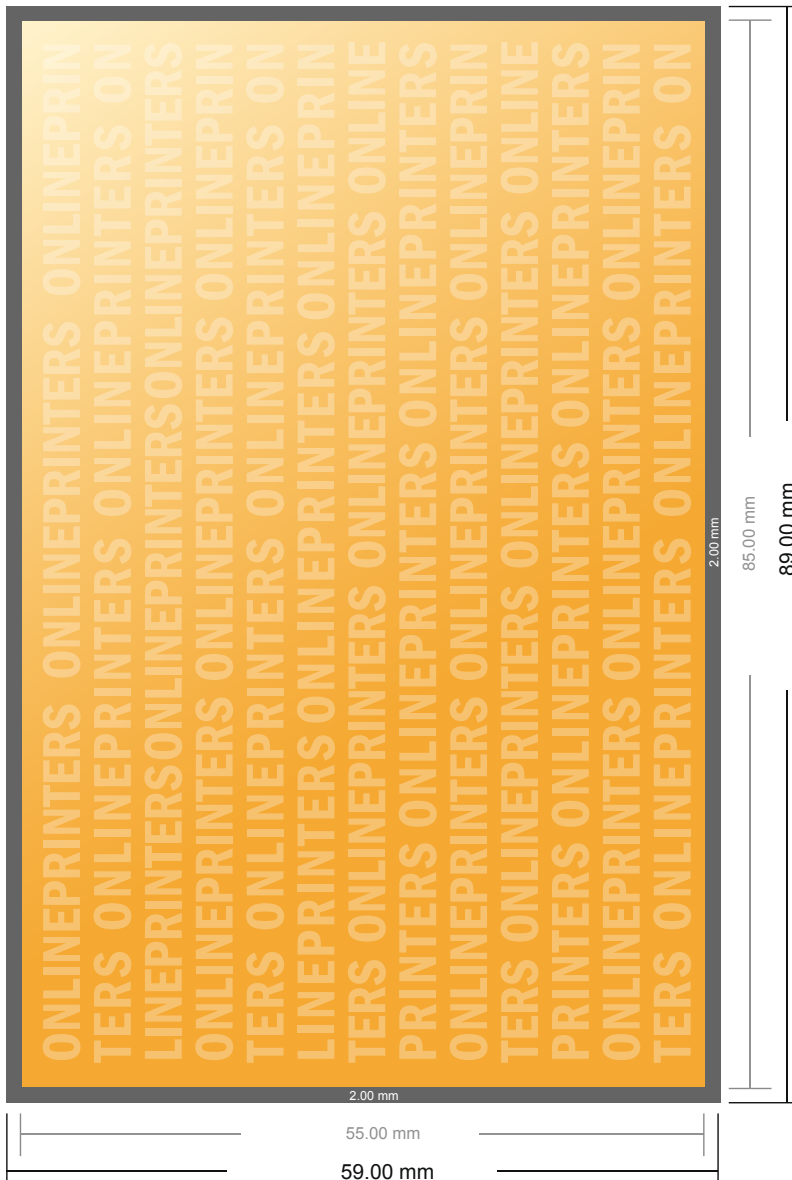 ONLINEPRINTERS ONLINEPRINTERS ONLINEPRIN
TERS ONLINEPRINTERS ONLINEPRINTERS ON
LINEPRINTERSONLINEPRINTERSONLINEPRINTERS
ONLINEPRINTERS ONLINEPRINTERS ONLINEPRIN
TERS ONLINEPRINTERS ONLINEPRINTERS ON
LINEPRINTERSONLINEPRINTERS ONLINEPRIN
TERS ONLINEPRINTERS ONLINEPRINTERS ONLINE
PRINTERS ONLINEPRINTERS ONLINEPRINTERS
ONLINEPRINTERS ONLINEPRINTERS ONLINEPRIN
TERS ONLINEPRINTERS ONLINEPRINTERS ONLINE
PRINTERS ONLINEPRINTERS ONLINEPRINTERS
ONLINEPRINTERS ONLINEPRINTERS ONLINEPRIN
TERS ONLINEPRINTERS ONLINEPRINTERS ON
2.00 mm
85.00 mm
89.00 mm
2.00 mm
55.00 mm
59.00 mm